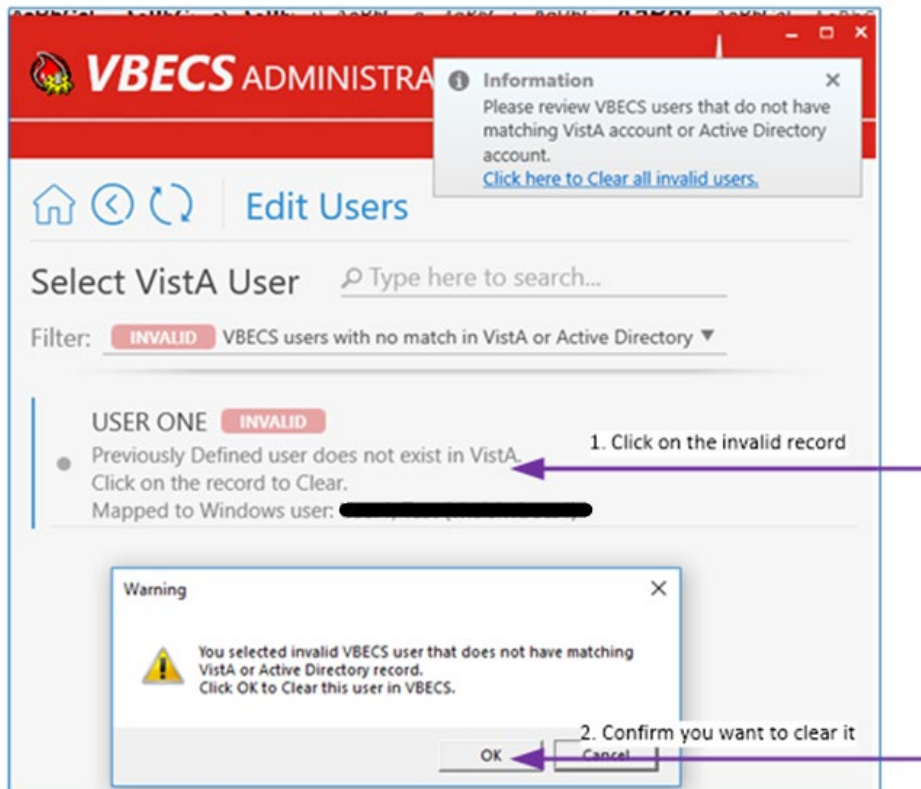 VBECS ADMINISTRA
Information
Please review VBECS users that do not have
matching VistA account or Active Directory
account.
Click here to Clear all invalid users.
Edit Users
Select VistA User
Type here to search...
Filter: INVALID VBECS users with no match in VistA or Active Directory
USER ONE INVALID
Previously Defined user does not exist in VistA.
Click on the record to Clear.
Mapped to Windows user:
1. Click on the invalid record
Warning
You selected invalid VBECS user that does not have matching
VistA or Active Directory record.
Click OK to Clear this user in VBECS.
2. Confirm you want to clear it
OK Cancel